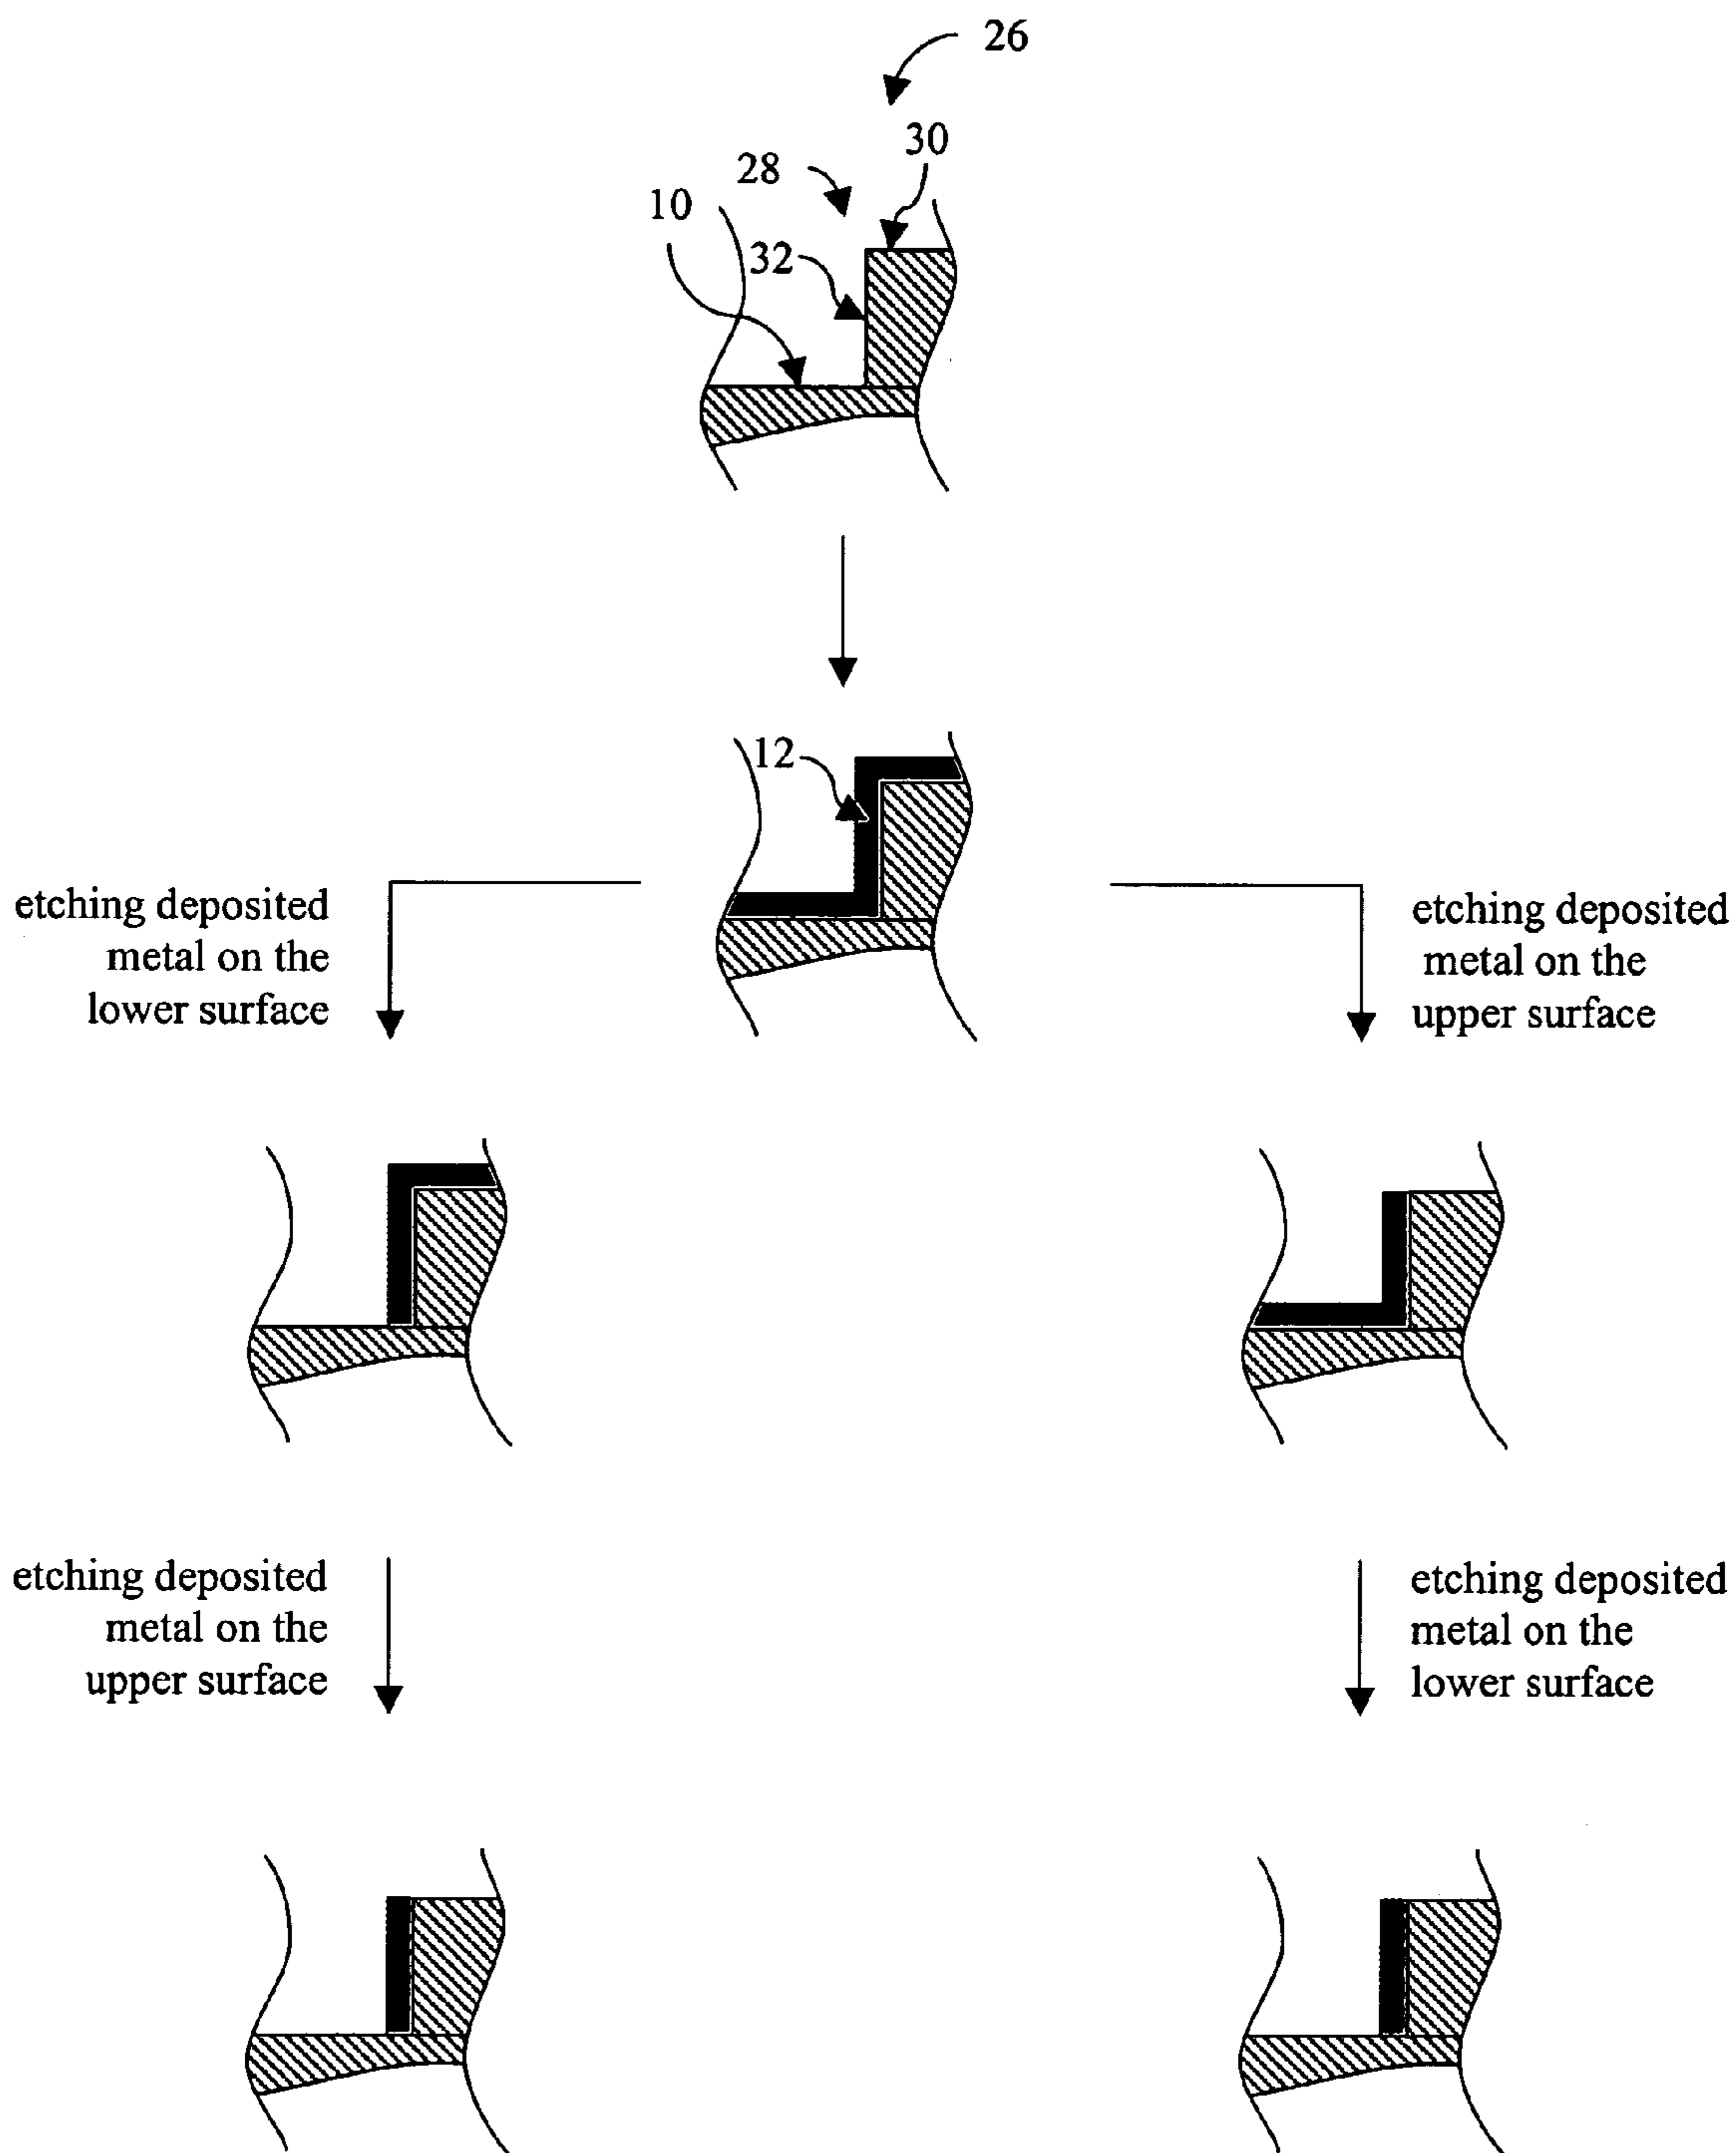 26
30
28
10
32
12
etching deposited
metal on the
lower surface
etching deposited
metal on the
upper surface
etching deposited
metal on the
upper surface
etching deposited
metal on the
lower surface